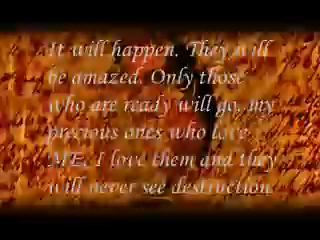 It will happen. They will
be amazed. Only those
who are ready will go, my
precious ones who love
ME. I love them and they
will never see destruction